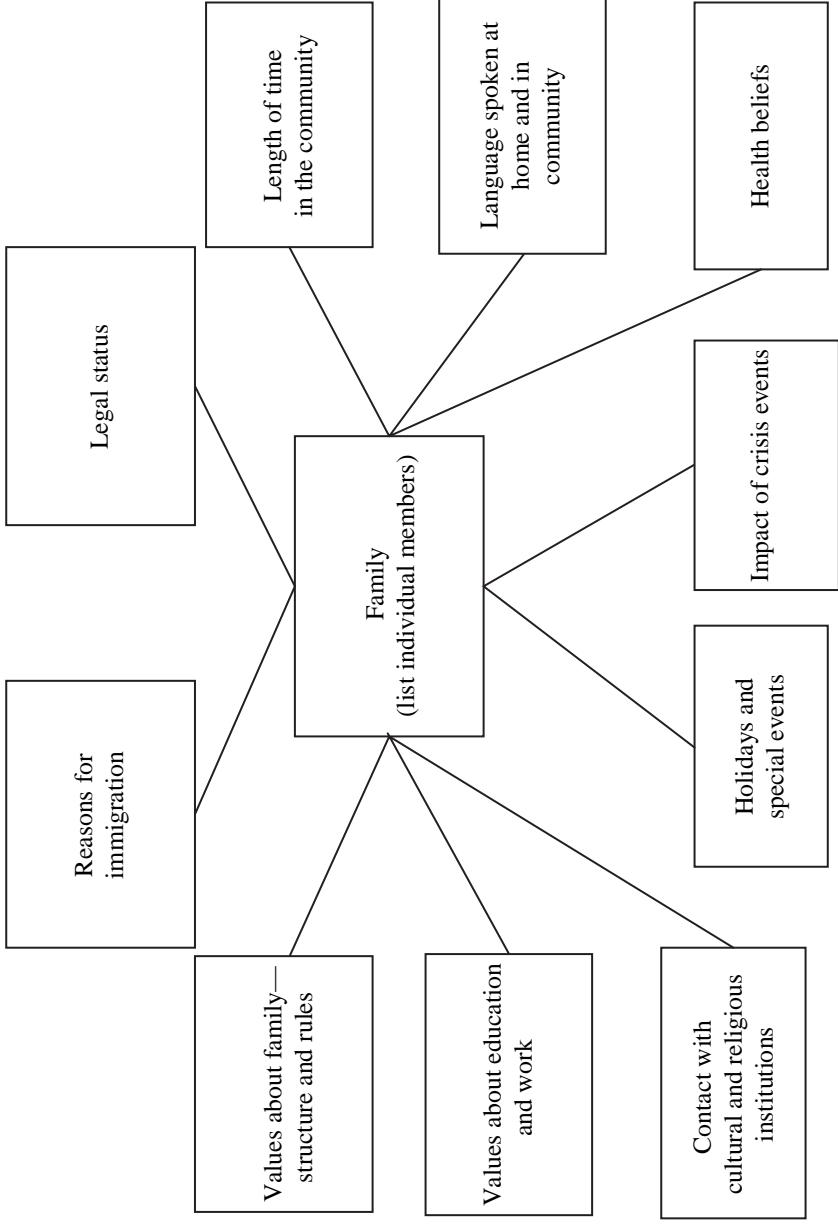 Reasons for
immigration
Legal status
Values about family—
structure and rules
Length of time
in the community
Family
(list individual members)
Values about education
and work
Language spoken at
home and in
community
Contact with
cultural and religious
institutions
Holidays and
special events
Impact of crisis events
Health beliefs